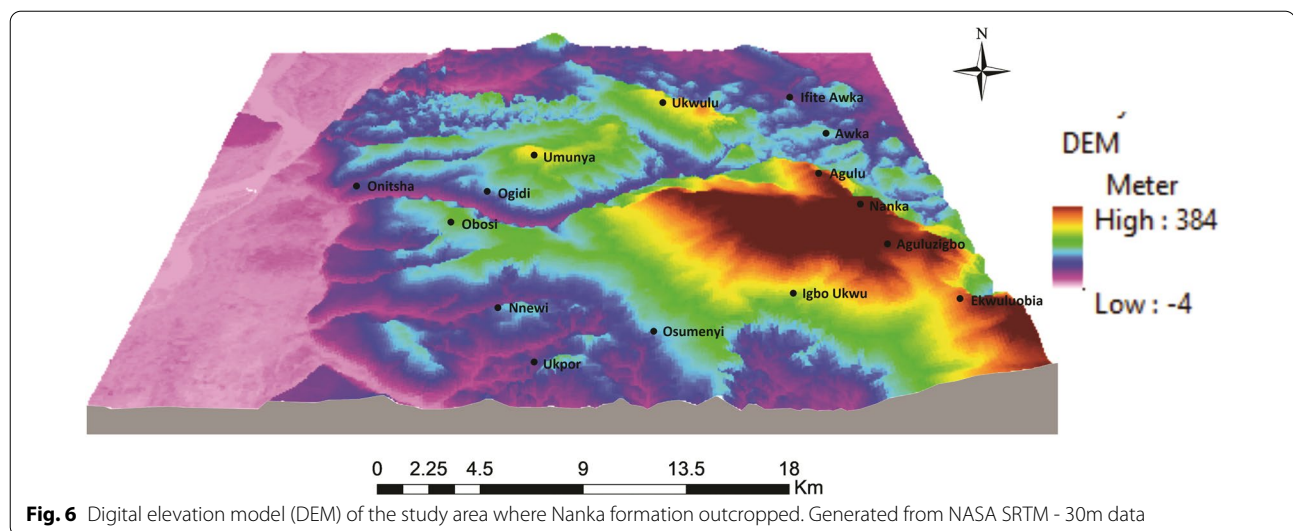 N
Ukwulu
Ifite Awka
Awka
Umunya
Agulu
Onitsha
Ogidi
Nanka
Obosi
Aguluzigbo
Igbo Ukwu
Ekwuluobia
Nnewi
Osumenyi
Ukpor
DEM
Meter
High : 384
Low : -4
0 2.25 4.5 9 13.5 18
Km
Fig. 6 Digital elevation model (DEM) of the study area where Nanka formation outcropped. Generated from NASA SRTM - 30m data